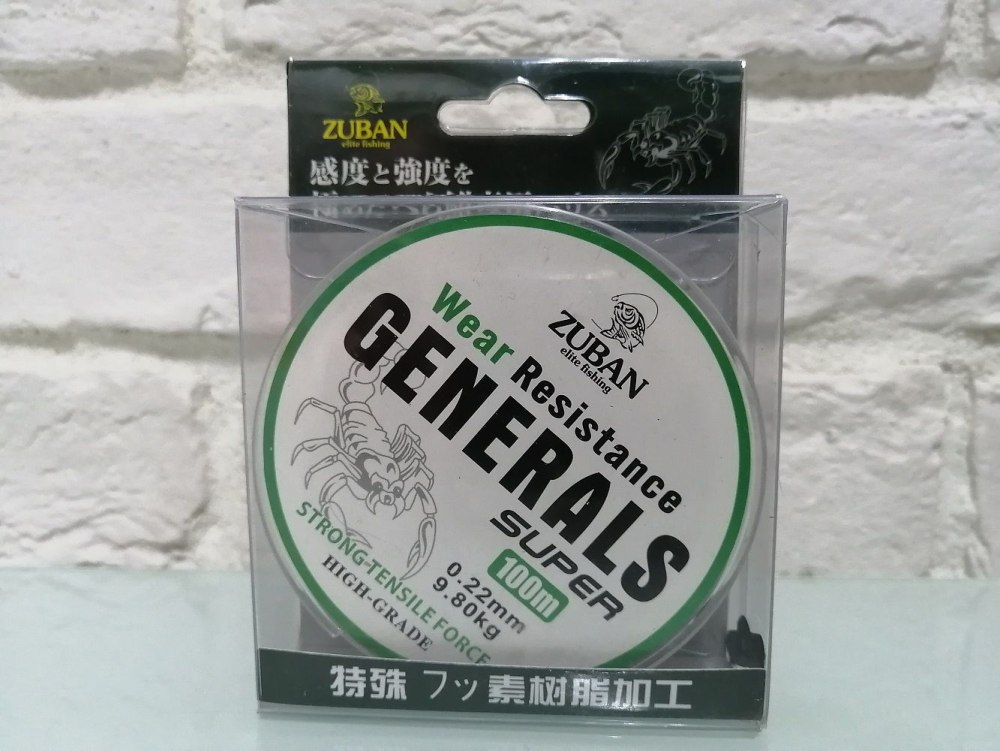 ZUBAN
elite fishing
感度と強度を
ZUBAN
elite fishing
Wear Resistance
GENERALS
SUPER
100m
0.22mm
9.80kg
STRONG-TENSILE FORCE
HIGH-GRADE
特殊 フッ素树脂加工